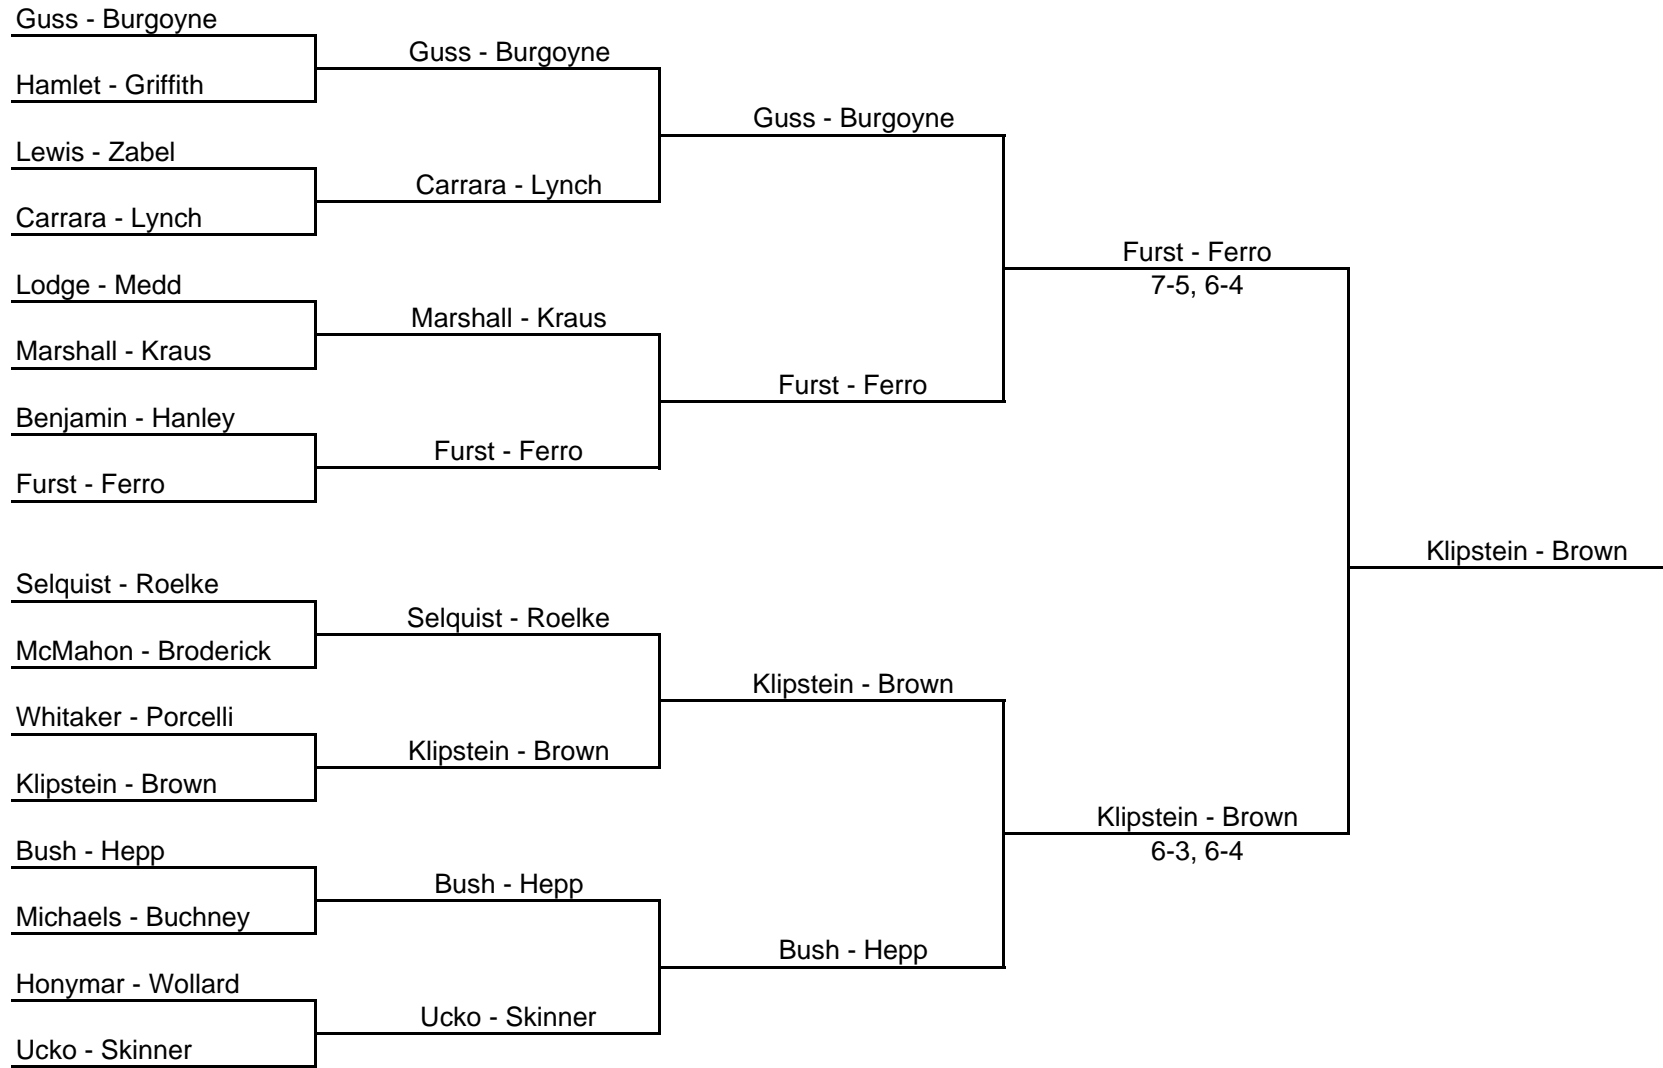 Guss - Burgoyne
Hamlet - Griffith
Lewis - Zabel
Carrara - Lynch
Lodge - Medd
Marshall - Kraus
Benjamin - Hanley
Furst - Ferro
Selquist - Roelke
McMahon - Broderick
Whitaker - Porcelli
Klipstein - Brown
Bush - Hepp
Michaels - Buchney
Honymar - Wollard
Ucko - Skinner
Guss - Burgoyne
Carrara - Lynch
Marshall - Kraus
Furst - Ferro
Selquist - Roelke
Klipstein - Brown
Bush - Hepp
Ucko - Skinner
Guss - Burgoyne
Furst - Ferro
Klipstein - Brown
Bush - Hepp
Furst - Ferro
7-5, 6-4
Klipstein - Brown
6-3, 6-4
Klipstein - Brown